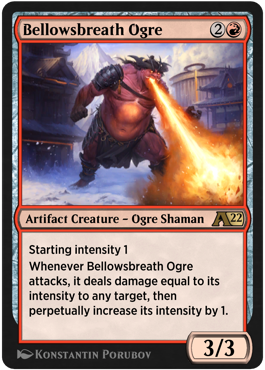 Bellowsbreath Ogre 2
Artifact Creature – Ogre Shaman A22
Starting intensity 1
Whenever Bellowsbreath Ogre
attacks, it deals damage equal to its
intensity to any target, then
perpetually increase its intensity by 1.
Konstantin Porubov
3/3